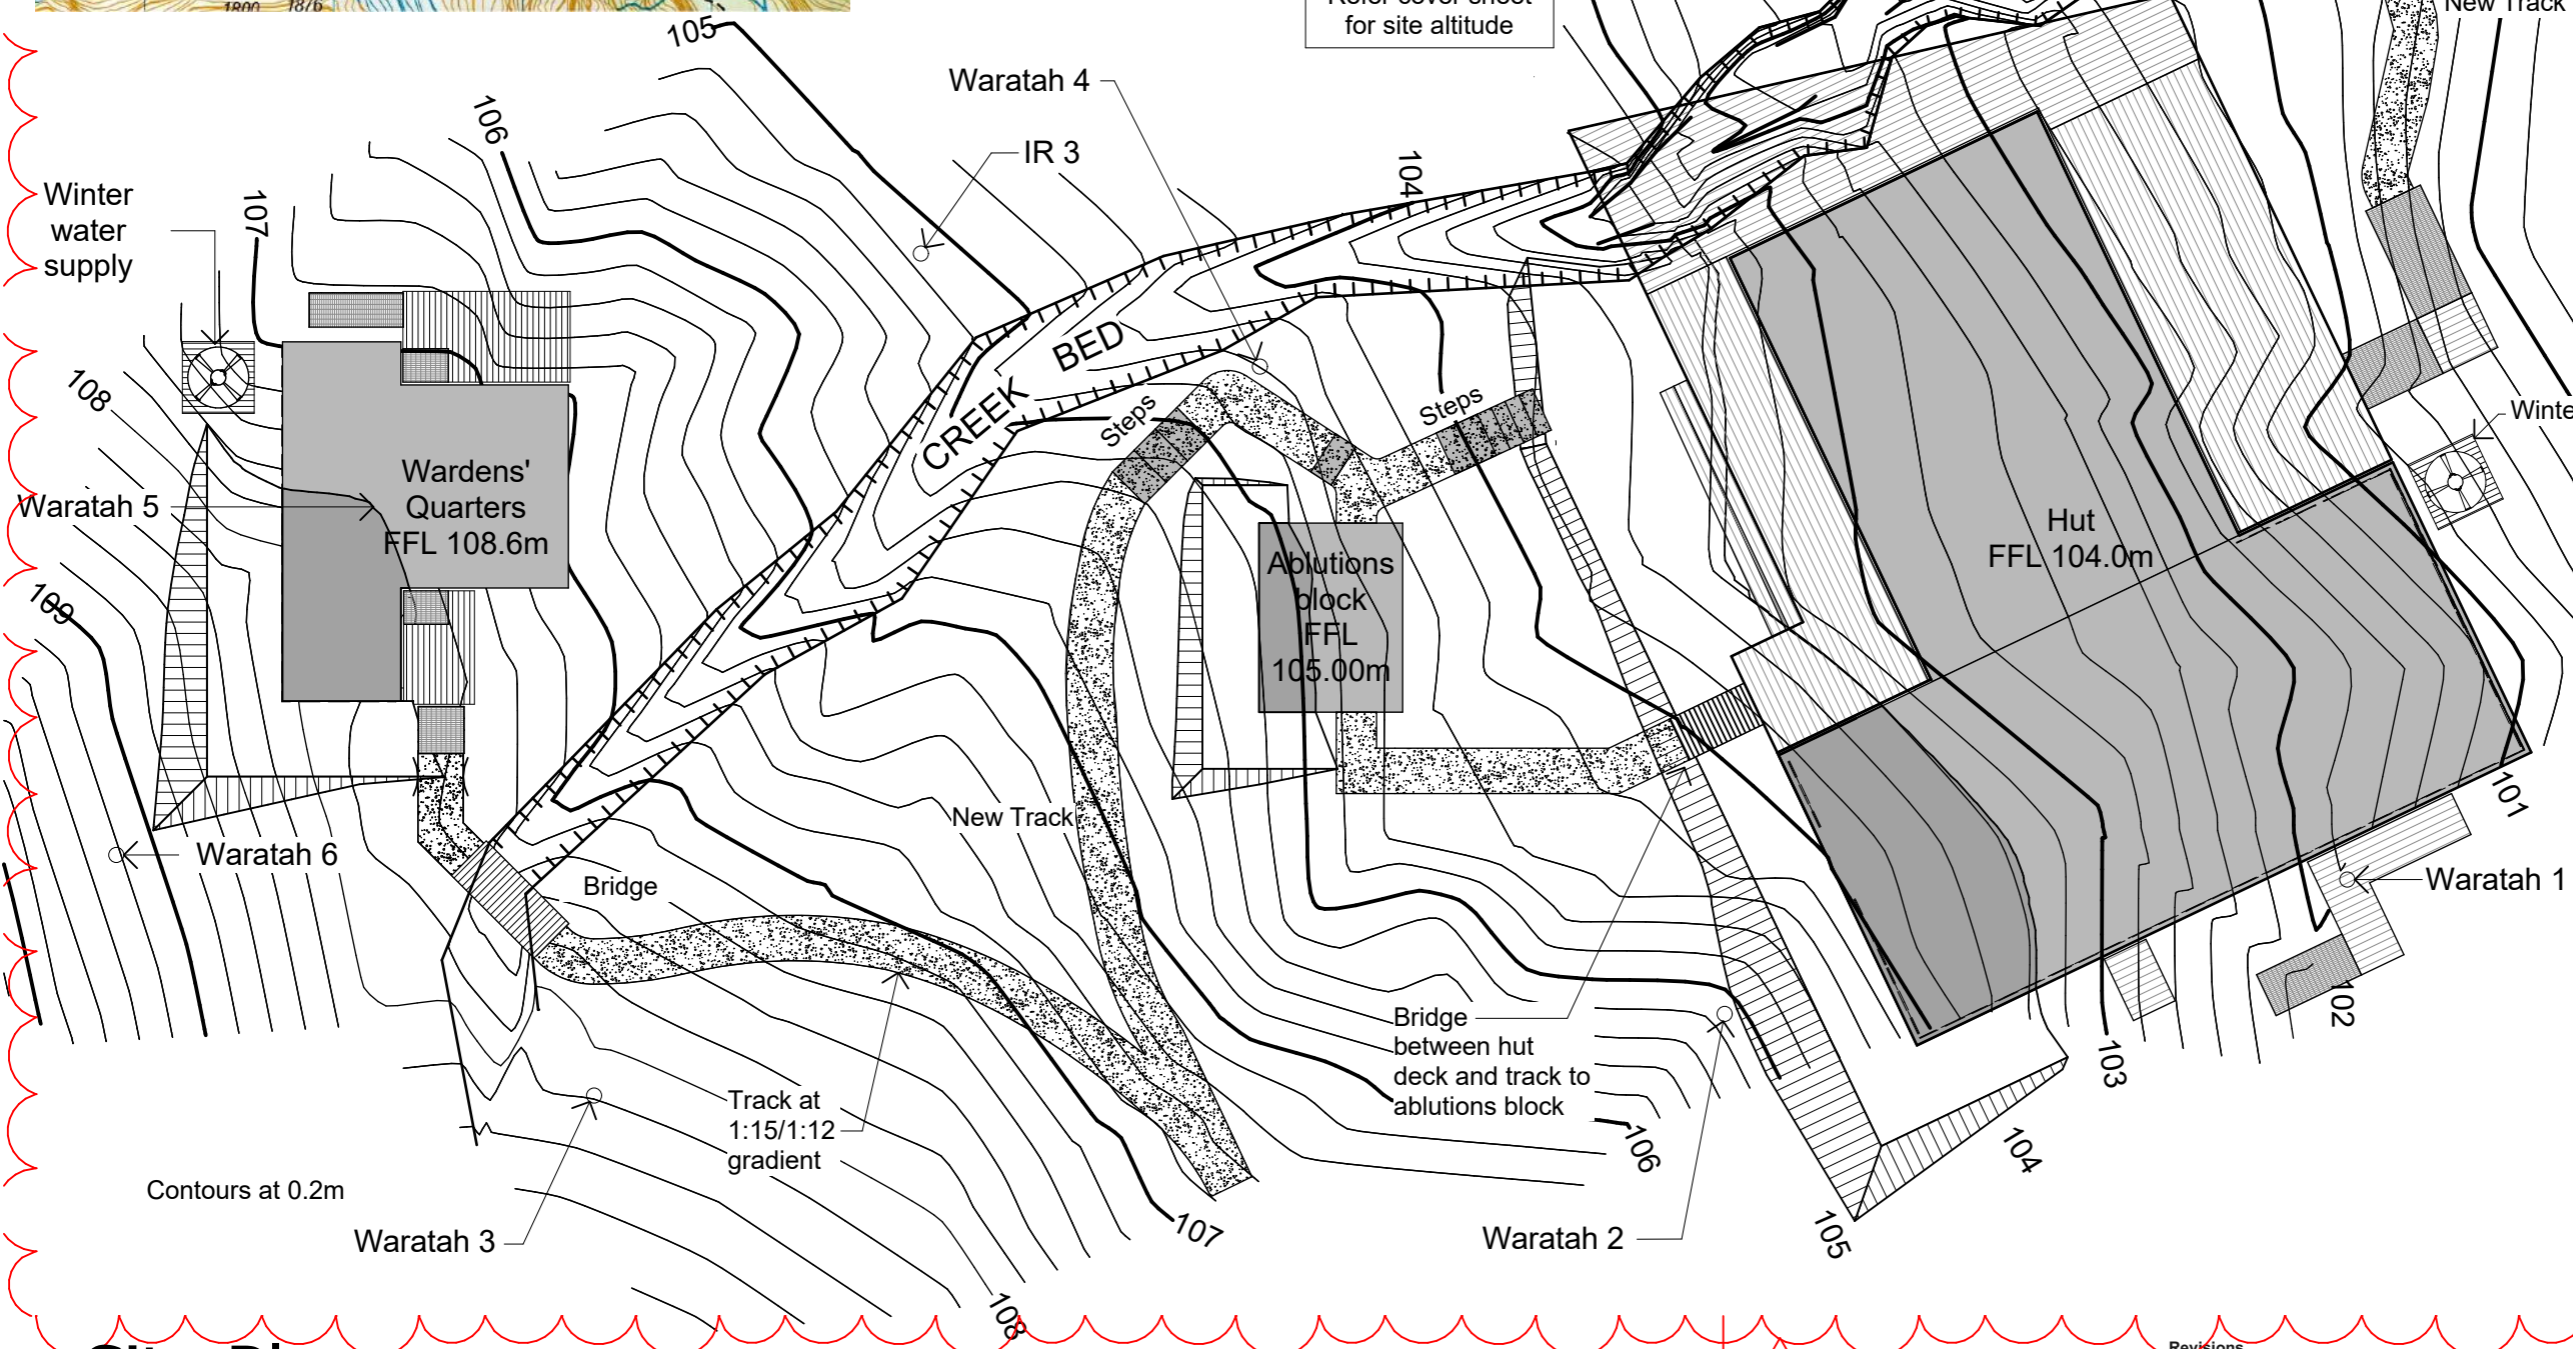 1800 1876
Refer cover sheet
for site altitude
New Track
105
Waratah 4
106
IR 3
104
Winter
water
supply
107
BED
CREEK
Steps
Steps
108
Winte
Wardens'
Quarters
FFL 108.6m
Waratah 5
Hut
FFL 104.0m
Ablutions
block
FFL
105.00m
109
New Track
101
Waratah 6
Bridge
Waratah 1
102
Bridge
between hut
deck and track to
ablutions block
103
Track at
1:15/1:12
gradient
106
104
Contours at 0.2m
107
Waratah 3
Waratah 2
105
108
Revisions